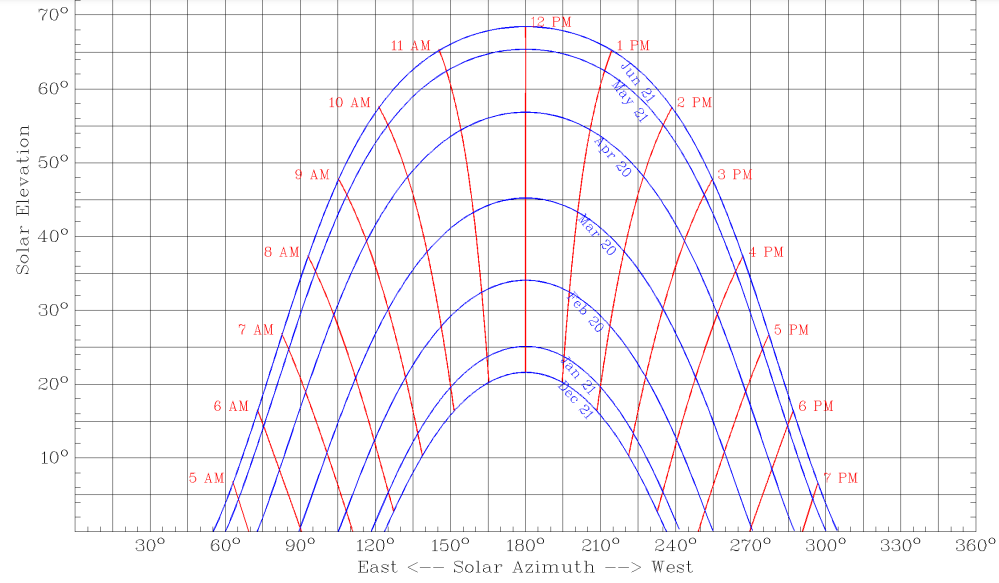 70°
60°
50°
40°
30°
20°
10°
Solar Elevation
12 PM
11 AM
1 PM
10 AM
2 PM
9 AM
3 PM
8 AM
4 PM
7 AM
5 PM
6 AM
6 PM
5 AM
7 PM
Jun 21
May 21
Apr 20
Mar 20
Feb 20
Jan 21
Dec 21
30° 60° 90° 120° 150° 180° 210° 240° 270° 300° 330° 360°
East <-- Solar Azimuth --> West